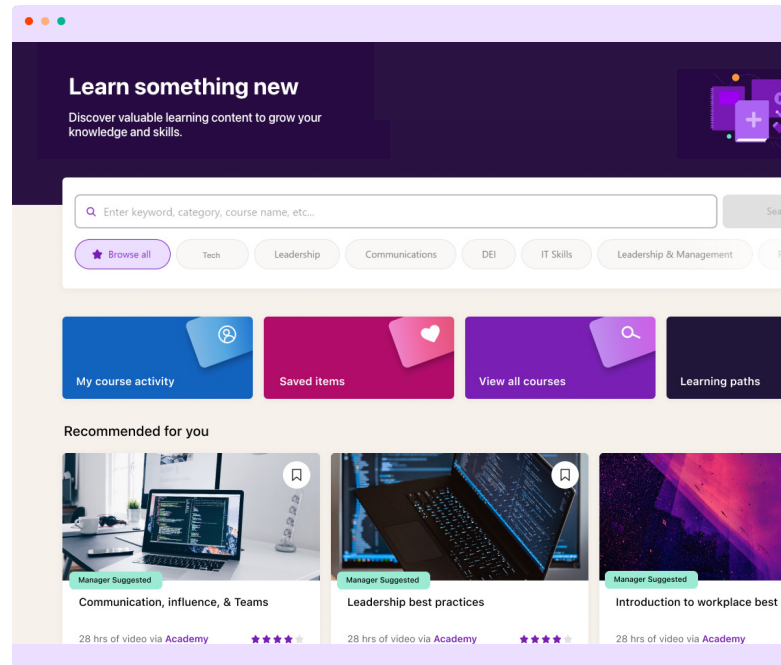 Learn something new
Discover valuable learning content to grow your
knowledge and skills.
Enter keyword, category, course name, etc...
Browse all Tech Leadership Communications DEI IT Skills Leadership & Management
My course activity Saved items View all courses Learning paths
Recommended for you
Manager Suggested Manager Suggested Manager Suggested
Communication, influence, & Teams Leadership best practices Introduction to workplace best
28 hrs of video via Academy 28 hrs of video via Academy 28 hrs of video via Academy